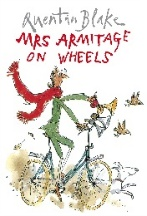 Quentin Blake
MRS ARMITAGE
ON WHEELS